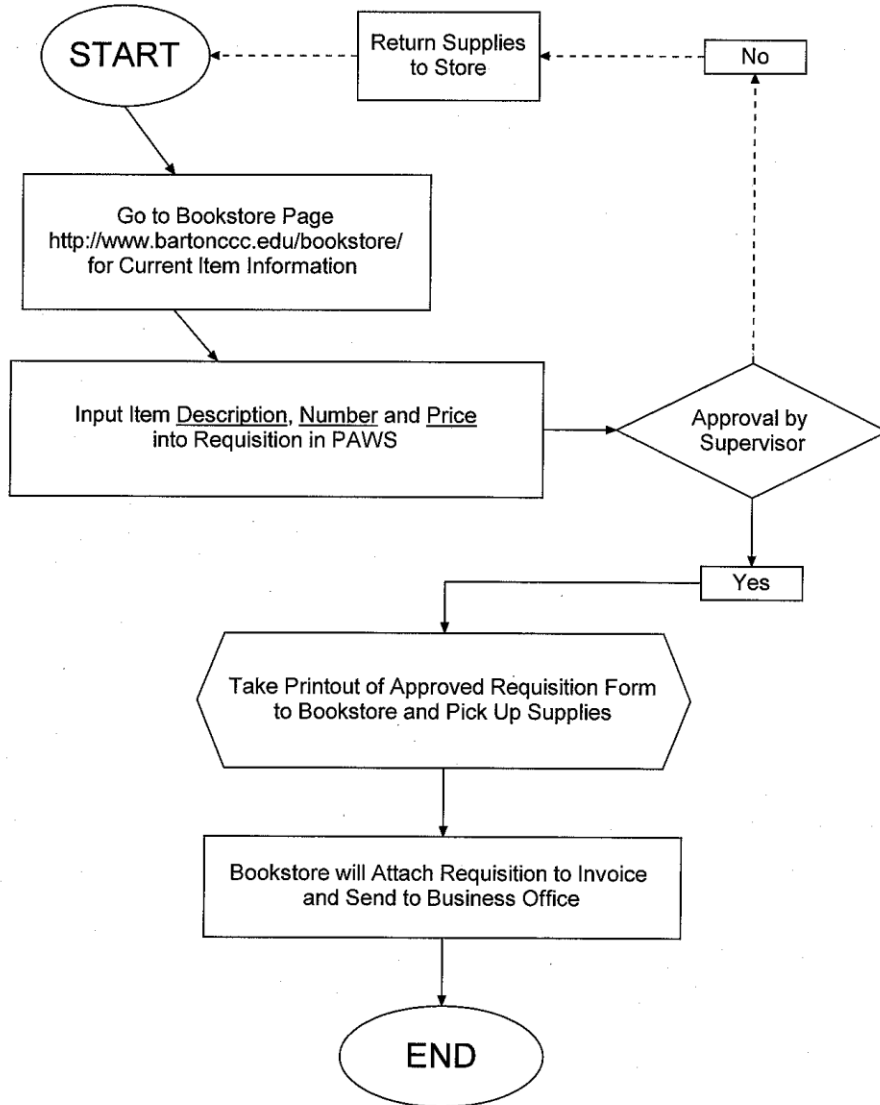 START
Return Supplies
to Store
No
Go to Bookstore Page
http://www.bartonccc.edu/bookstore/
for Current Item Information
Input Item Description, Number and Price
into Requisition in PAWS
Approval by
Supervisor
Yes
Take Printout of Approved Requisition Form
to Bookstore and Pick Up Supplies
Bookstore will Attach Requisition to Invoice
and Send to Business Office
END